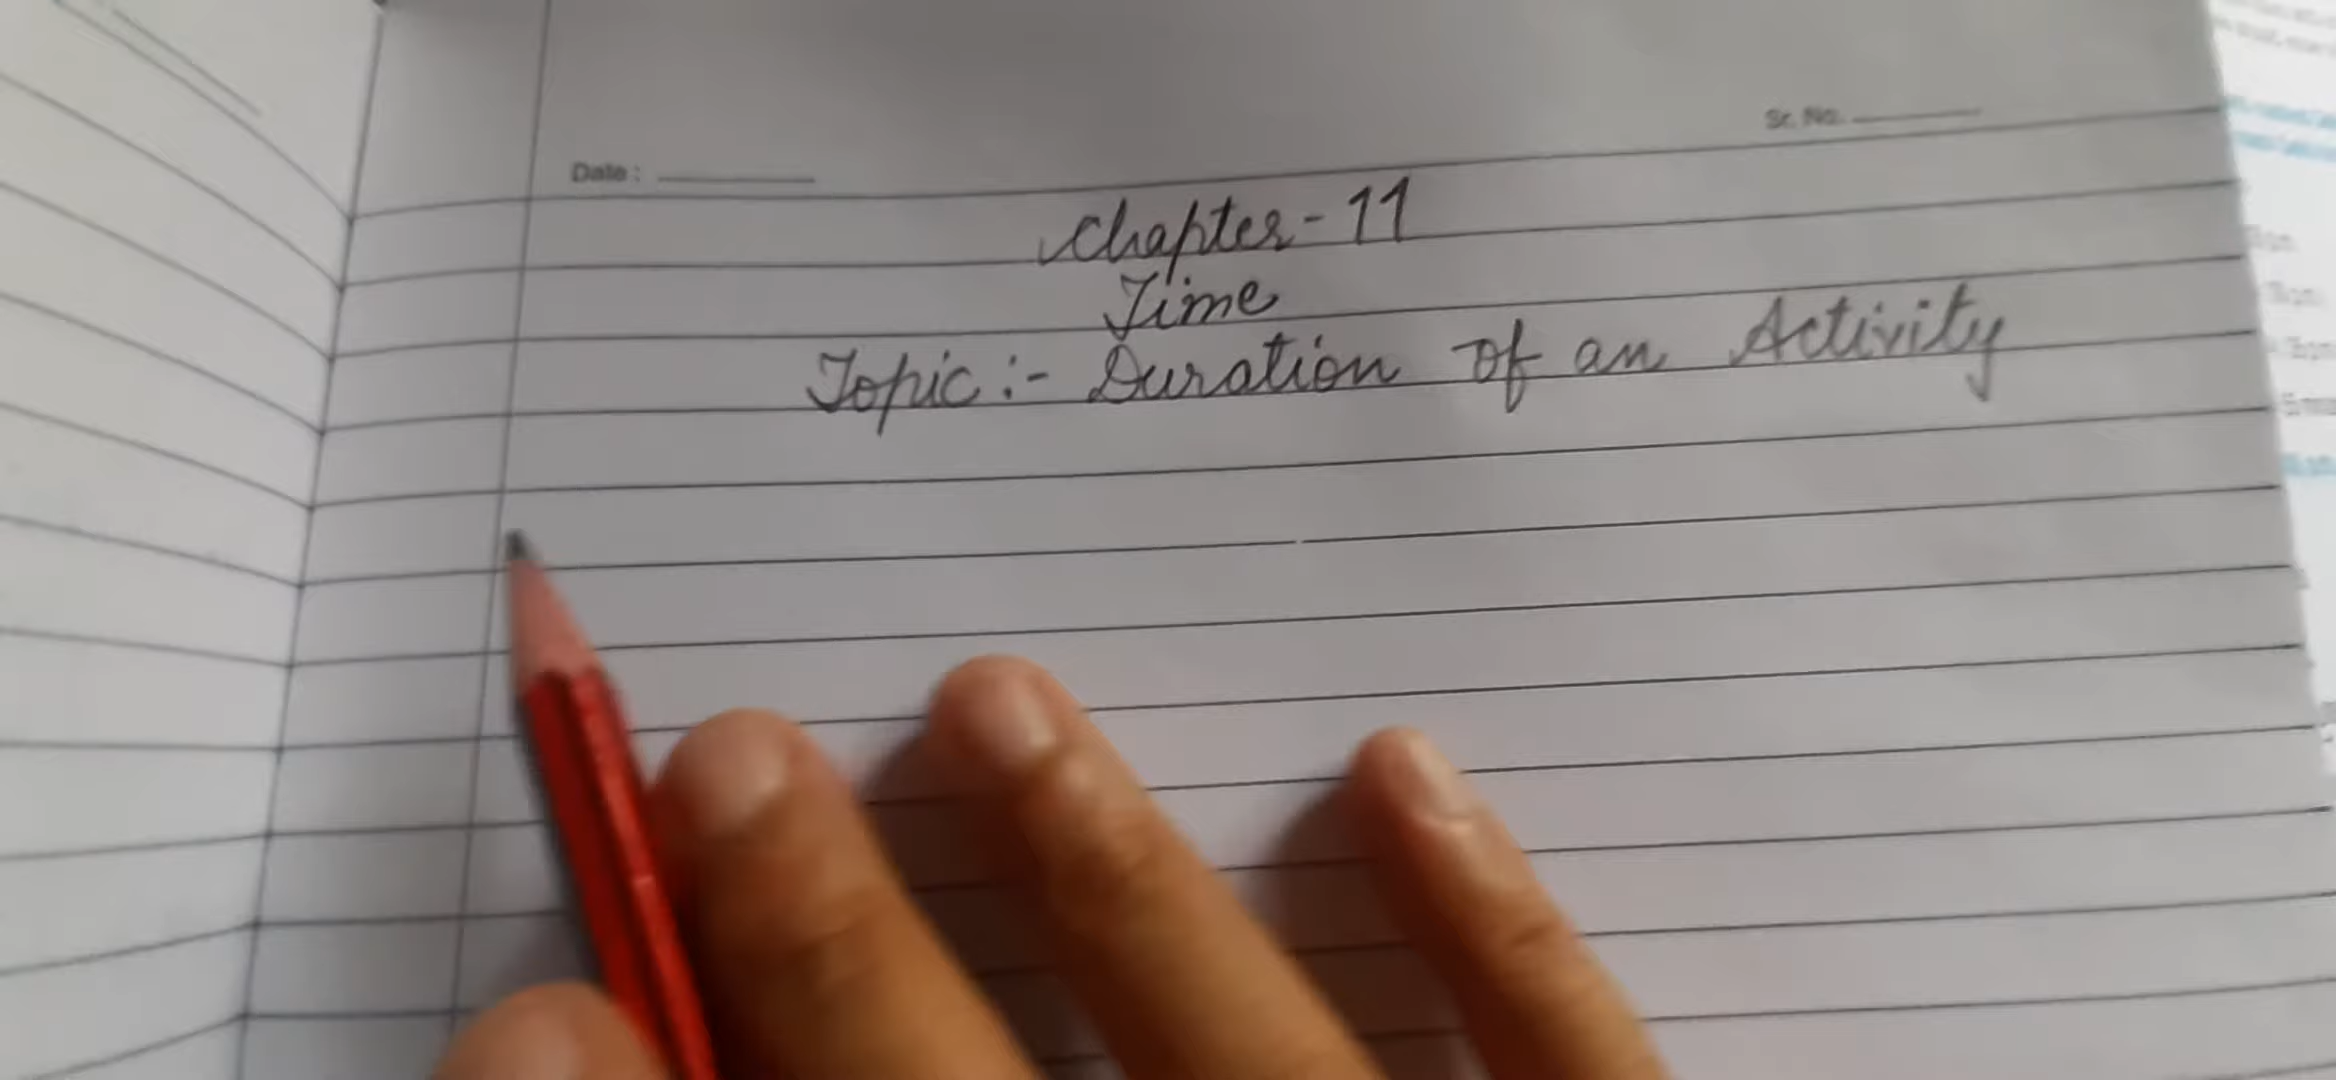 Sr. No.
Date :
Chapter - 11
Time
Topic :- Duration of an Activity